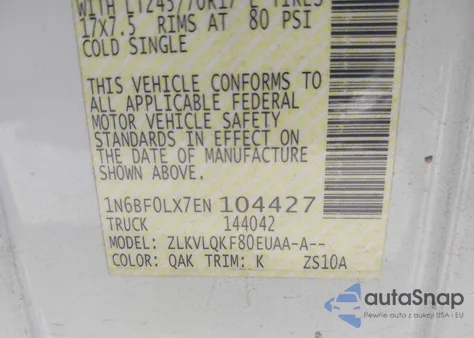 WITH LT245/70R17 E TIRES
17X7.5 RIMS AT 80 PSI
COLD SINGLE
THIS VEHICLE CONFORMS TO
ALL APPLICABLE FEDERAL
MOTOR VEHICLE SAFETY
STANDARDS IN EFFECT ON
THE DATE OF MANUFACTURE
SHOWN ABOVE.
1N6BF0LX7EN 104427
TRUCK 144042
MODEL: ZLKVLQKF80EUAA-A--
COLOR: QAK TRIM: K ZS10A
autoSnap
Pewne auta z aukcji USA i EU